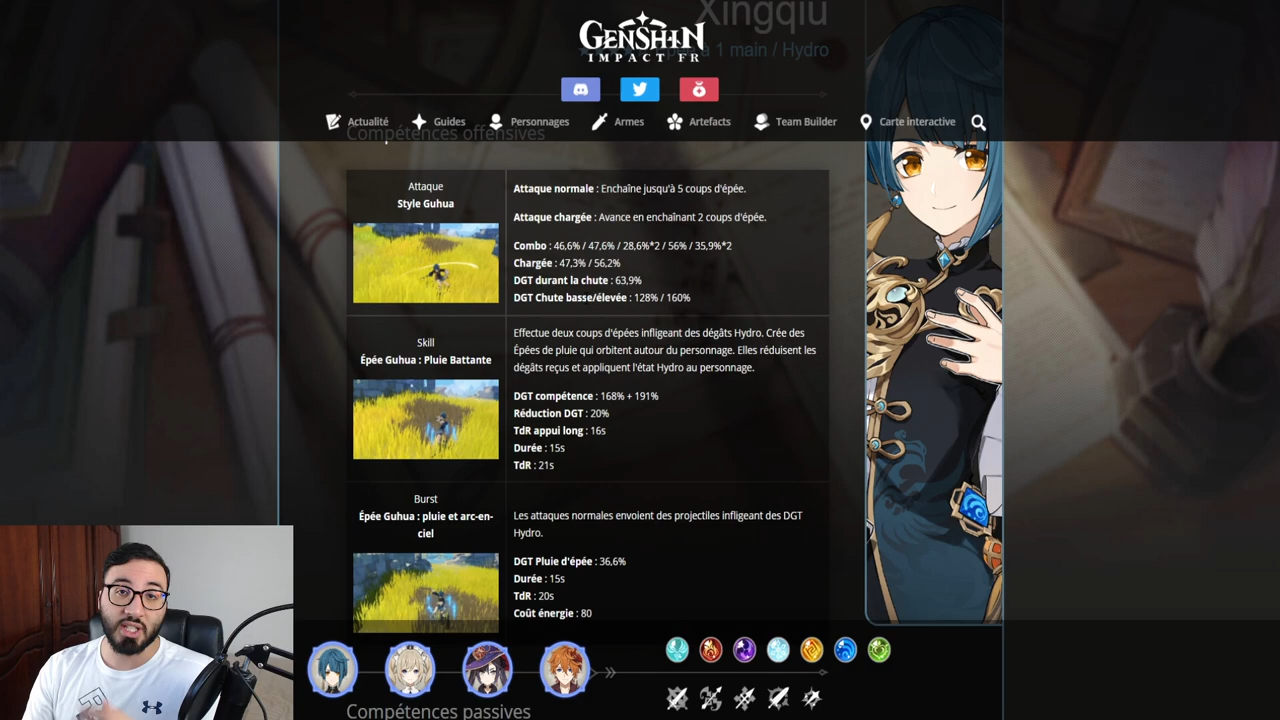 Xingqiu
GENSHIN
IMPACT FR
à 1 main / Hydro
Actualité
Guides
Personnages
Armes
Artefacts
Team Builder
Carte interactive
Compétences offensives
Attaque
Style Guhua
Attaque normale : Enchaîne jusqu'à 5 coups d'épée.
Attaque chargée : Avance en enchaînant 2 coups d'épée.
Combo : 46,6% / 47,6% / 28,6%*2 / 56% / 35,9%*2
Chargée : 47,3% / 56,2%
DGT durant la chute : 63,9%
DGT Chute basse/élevée : 128% / 160%
Skill
Épée Guhua : Pluie Battante
Effectue deux coups d'épées infligeant des dégâts Hydro. Crée des
Épées de pluie qui orbitent autour du personnage. Elles réduisent les
dégâts reçus et appliquent l'état Hydro au personnage.
DGT compétence : 168% + 191%
Réduction DGT : 20%
TdR appui long : 16s
Durée : 15s
TdR : 21s
Burst
Épée Guhua : pluie et arc-en-
ciel
Les attaques normales envoient des projectiles infligeant des DGT
Hydro.
DGT Pluie d'épée : 36,6%
Durée : 15s
TdR : 20s
Coût énergie : 80
Compétences passives